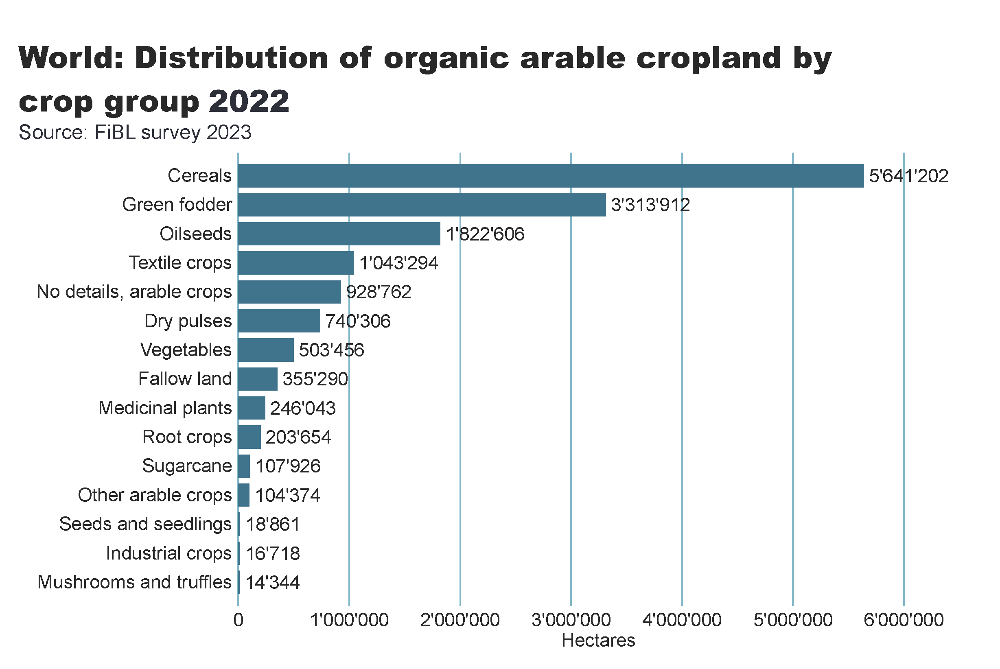 World: Distribution of organic arable cropland by
crop group 2022
Source: FiBL survey 2023
Cereals 5'641'202
Green fodder 3'313'912
Oilseeds 1'822'606
Textile crops 1'043'294
No details, arable crops 928'762
Dry pulses 740'306
Vegetables 503'456
Fallow land 355'290
Medicinal plants 246'043
Root crops 203'654
Sugarcane 107'926
Other arable crops 104'374
Seeds and seedlings 18'861
Industrial crops 16'718
Mushrooms and truffles 14'344
0 1'000'000 2'000'000 3'000'000 4'000'000 5'000'000 6'000'000
Hectares